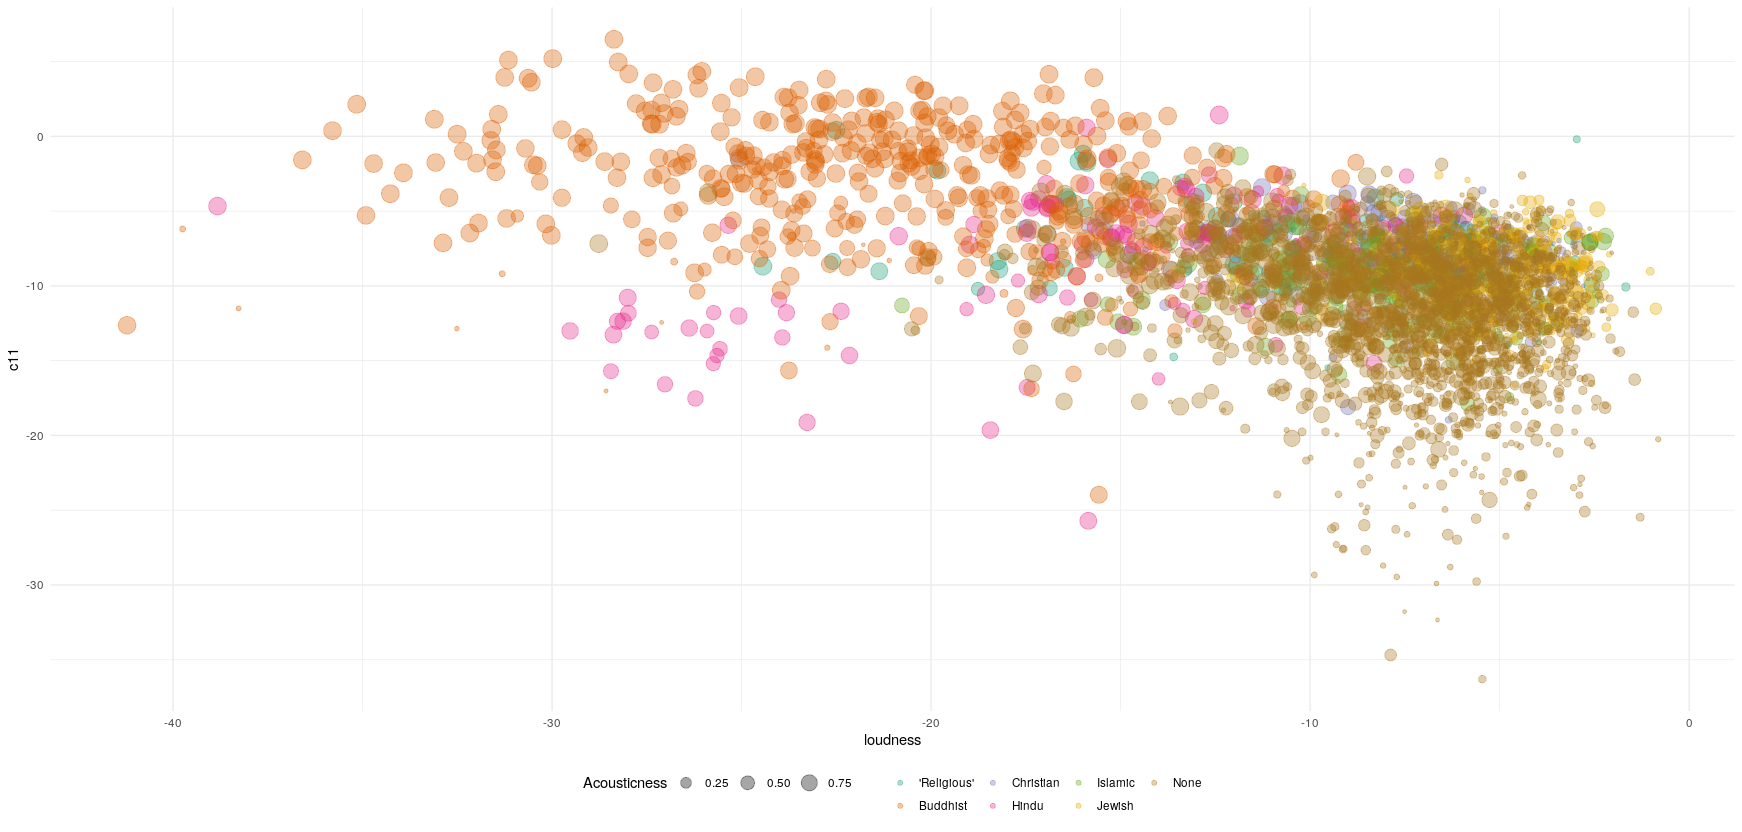 0
-10
-20
-30
c11
-40 -30 -20 -10 0
loudness
Acousticness 0.25 0.50 0.75 'Religious' Christian Islamic None
Buddhist Hindu Jewish